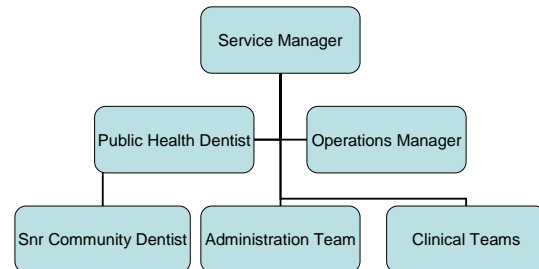 Service Manager
Public Health Dentist
Operations Manager
Snr Community Dentist
Administration Team
Clinical Teams